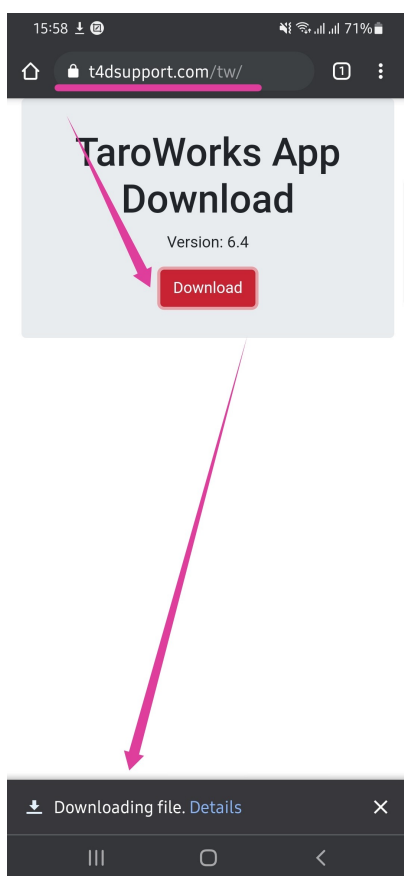 15:58
71%
t4dsupport.com/tw/
1
TaroWorks App
Download
Version: 6.4
Download
Downloading file. Details